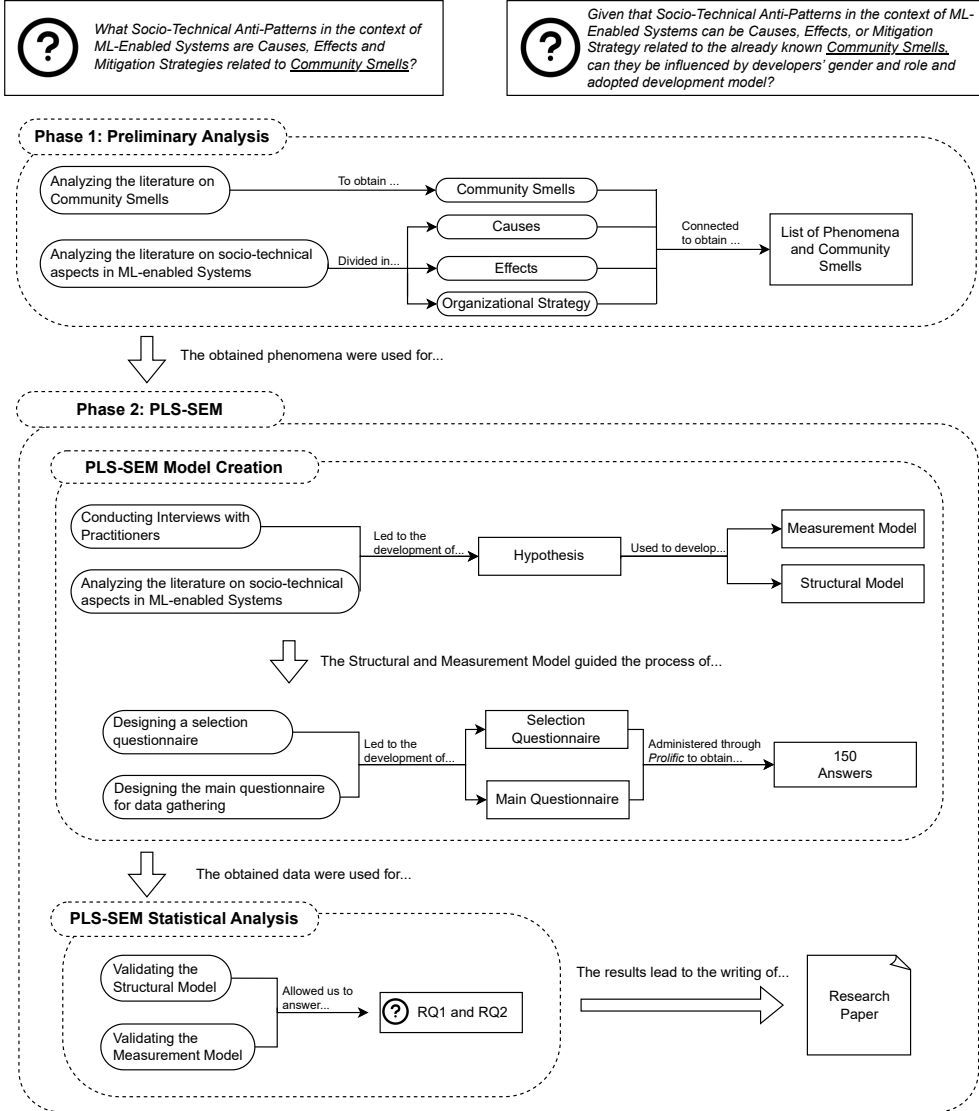 What Socio-Technical Anti-Patterns in the context of
ML-Enabled Systems are Causes, Effects and
Mitigation Strategies related to Community Smells?
Given that Socio-Technical Anti-Patterns in the context of ML-
Enabled Systems can be Causes, Effects, or Mitigation
Strategy related to the already known Community Smells,
can they be influenced by developers' gender and role and
adopted development model?
Phase 1: Preliminary Analysis
Analyzing the literature on
Community Smells
To obtain ...
Community Smells
Analyzing the literature on socio-technical
aspects in ML-enabled Systems
Divided in...
Causes
Effects
Organizational Strategy
Connected
to obtain ...
List of Phenomena
and Community
Smells
The obtained phenomena were used for...
Phase 2: PLS-SEM
PLS-SEM Model Creation
Conducting Interviews with
Practitioners
Analyzing the literature on socio-technical
aspects in ML-enabled Systems
Led to the
development of...
Hypothesis
Used to develop...
Measurement Model
Structural Model
The Structural and Measurement Model guided the process of...
Designing a selection
questionnaire
Designing the main questionnaire
for data gathering
Led to the
development of...
Selection
Questionnaire
Main Questionnaire
Administered through
Prolific to obtain...
150
Answers
The obtained data were used for...
PLS-SEM Statistical Analysis
Validating the
Structural Model
Validating the
Measurement Model
Allowed us to
answer...
? RQ1 and RQ2
The results lead to the writing of...
Research
Paper